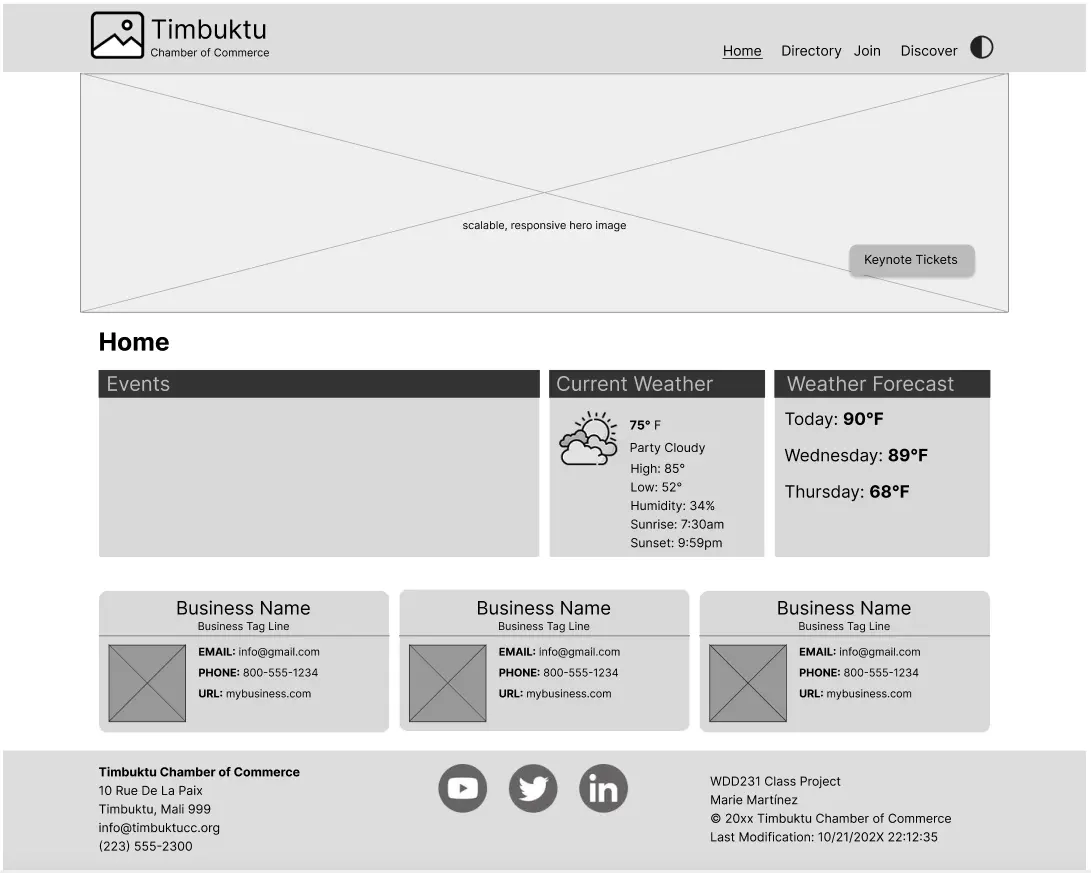 Timbuktu
Chamber of Commerce
Home Directory Join Discover
scalable, responsive hero image
Keynote Tickets
Home
Events
Current Weather
75° F
Party Cloudy
High: 85°
Low: 52°
Humidity: 34%
Sunrise: 7:30am
Sunset: 9:59pm
Weather Forecast
Today: 90°F
Wednesday: 89°F
Thursday: 68°F
Business Name
Business Tag Line
EMAIL: info@gmail.com
PHONE: 800-555-1234
URL: mybusiness.com
Business Name
Business Tag Line
EMAIL: info@gmail.com
PHONE: 800-555-1234
URL: mybusiness.com
Business Name
Business Tag Line
EMAIL: info@gmail.com
PHONE: 800-555-1234
URL: mybusiness.com
Timbuktu Chamber of Commerce
10 Rue De La Paix
Timbuktu, Mali 999
info@timbuktucc.org
(223) 555-2300
in
WDD231 Class Project
Marie Martínez
© 20xx Timbuktu Chamber of Commerce
Last Modification: 10/21/202X 22:12:35